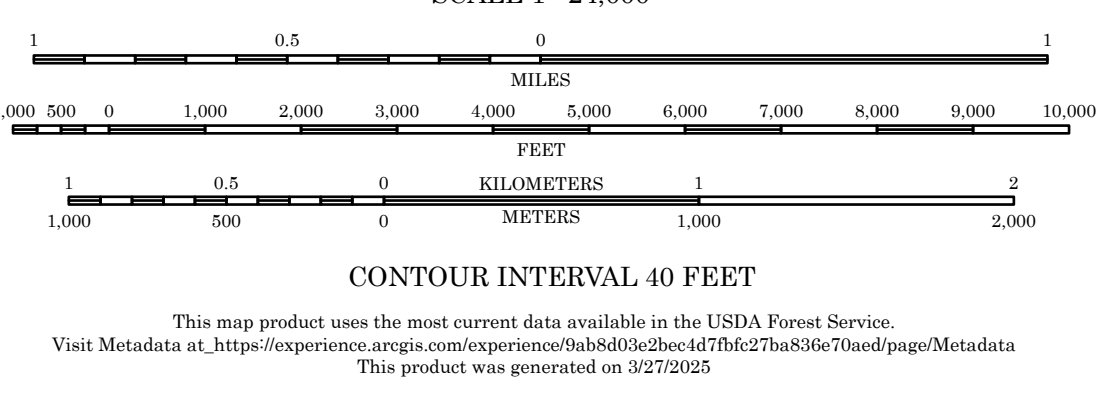 1 0.5 0 1
MILES
,000 500 0 1,000 2,000 3,000 4,000 5,000 6,000 7,000 8,000 9,000 10,000
FEET
1 0.5 0 KILOMETERS 1 2
1,000 500 0 METERS 1,000 2,000
CONTOUR INTERVAL 40 FEET
This map product uses the most current data available in the USDA Forest Service.
Visit Metadata at_https://experience.arcgis.com/experience/9ab8d03e2bec4d7fbfc27ba836e70aed/page/Metadata
This product was generated on 3/27/2025